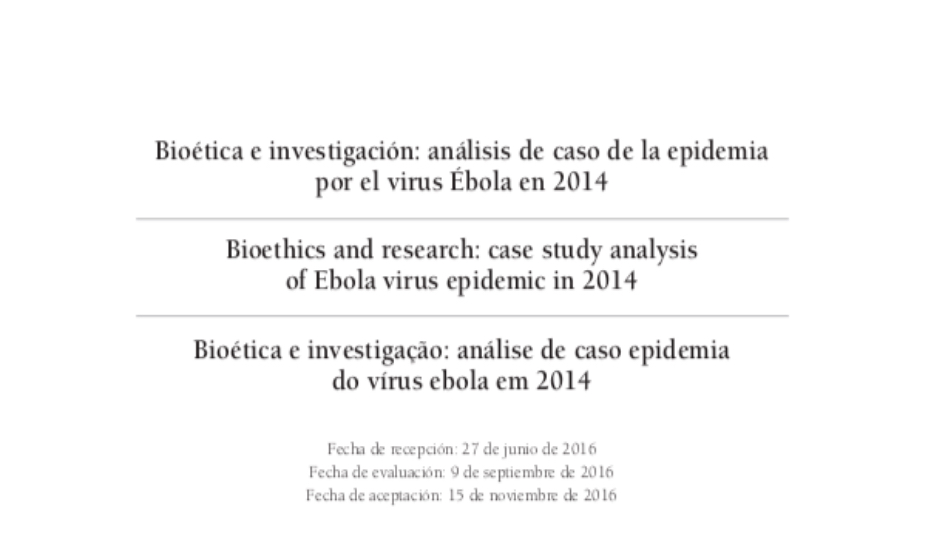 Bioética e investigación: análisis de caso de la epidemia
por el virus Ébola en 2014
Bioethics and research: case study analysis
of Ebola virus epidemic in 2014
Bioética e investigação: análise de caso epidemia
do vírus ebola em 2014
Fecha de recepción: 27 de junio de 2016
Fecha de evaluación: 9 de septiembre de 2016
Fecha de aceptación: 15 de noviembre de 2016